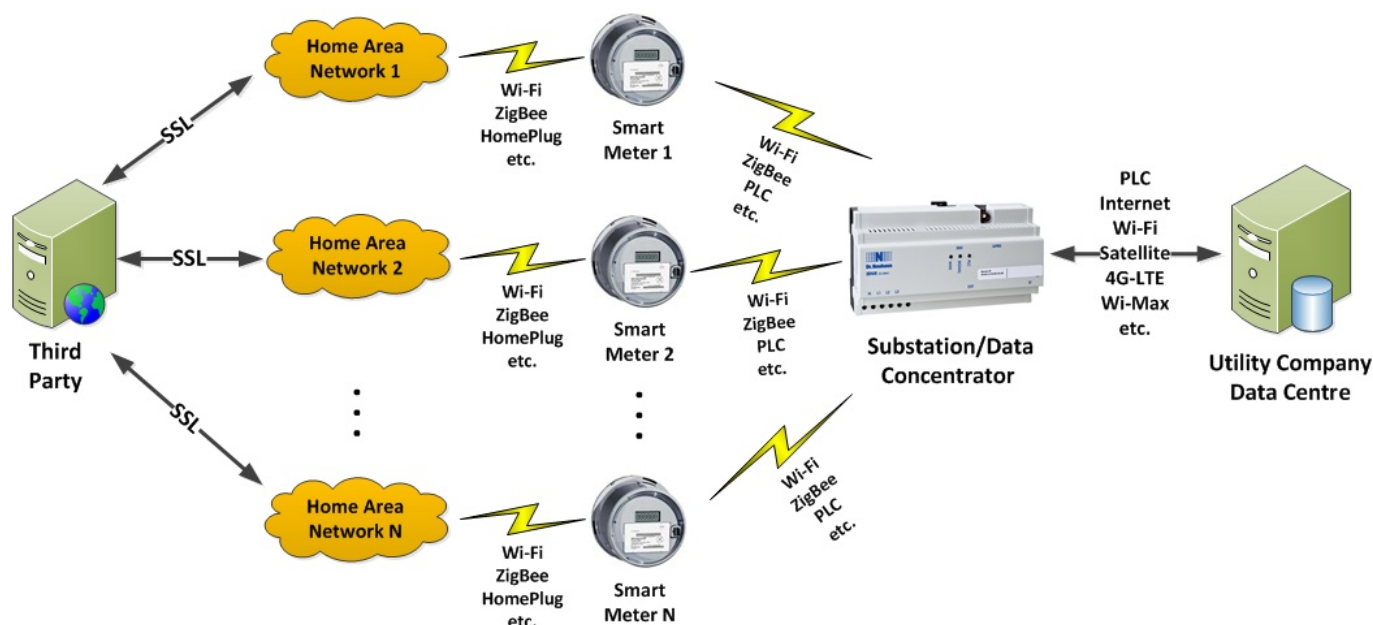 Home Area
Network 1
Wi-Fi
ZigBee
HomePlug
etc.
Smart
Meter 1
Wi-Fi
ZigBee
PLC
etc.
SSL
SSL
SSL
Third
Party
Home Area
Network 2
Wi-Fi
ZigBee
HomePlug
etc.
Smart
Meter 2
Wi-Fi
ZigBee
PLC
etc.
Substation/Data
Concentrator
PLC
Internet
Wi-Fi
Satellite
4G-LTE
Wi-Max
etc.
Utility Company
Data Centre
Home Area
Network N
Wi-Fi
ZigBee
HomePlug
etc.
Smart
Meter N
Wi-Fi
ZigBee
PLC
etc.